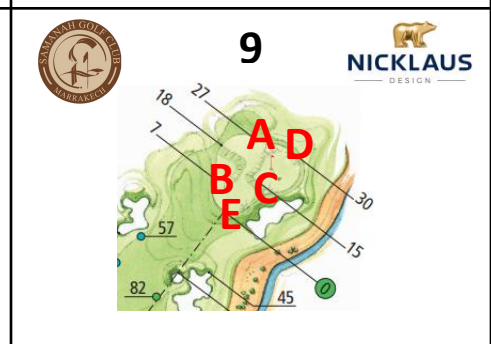 SAMANAH GOLF CLUB
MARRAKECH
9
NICKLAUS
DESIGN
27
18
7
A
D
B
C
E
30
15
57
82
45
0